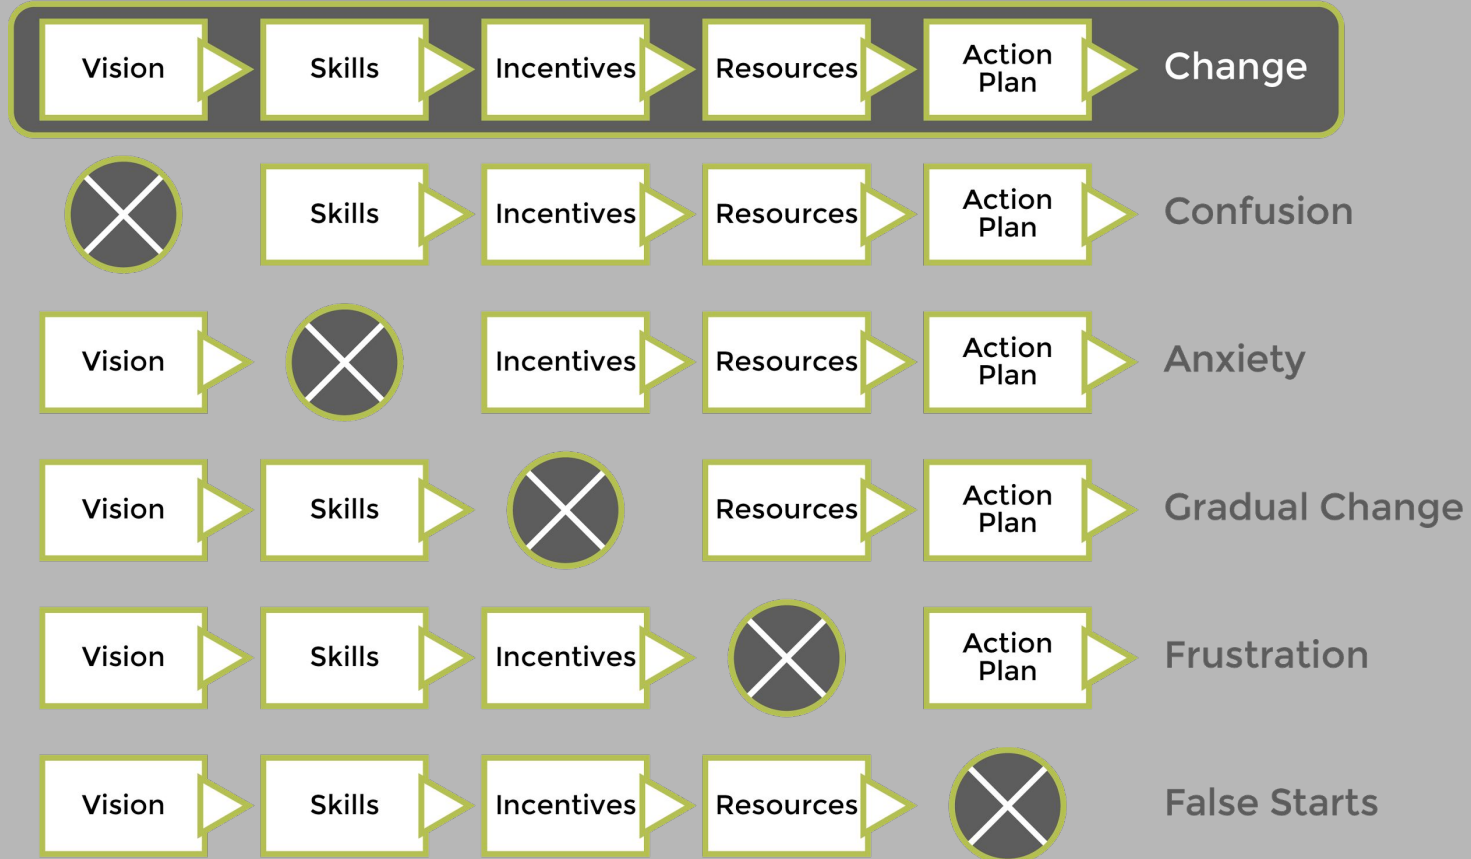 Vision Skills Incentives Resources Action Plan Change
Skills Incentives Resources Action Plan Confusion
Vision Incentives Resources Action Plan Anxiety
Vision Skills Resources Action Plan Gradual Change
Vision Skills Incentives Action Plan Frustration
Vision Skills Incentives Resources False Starts